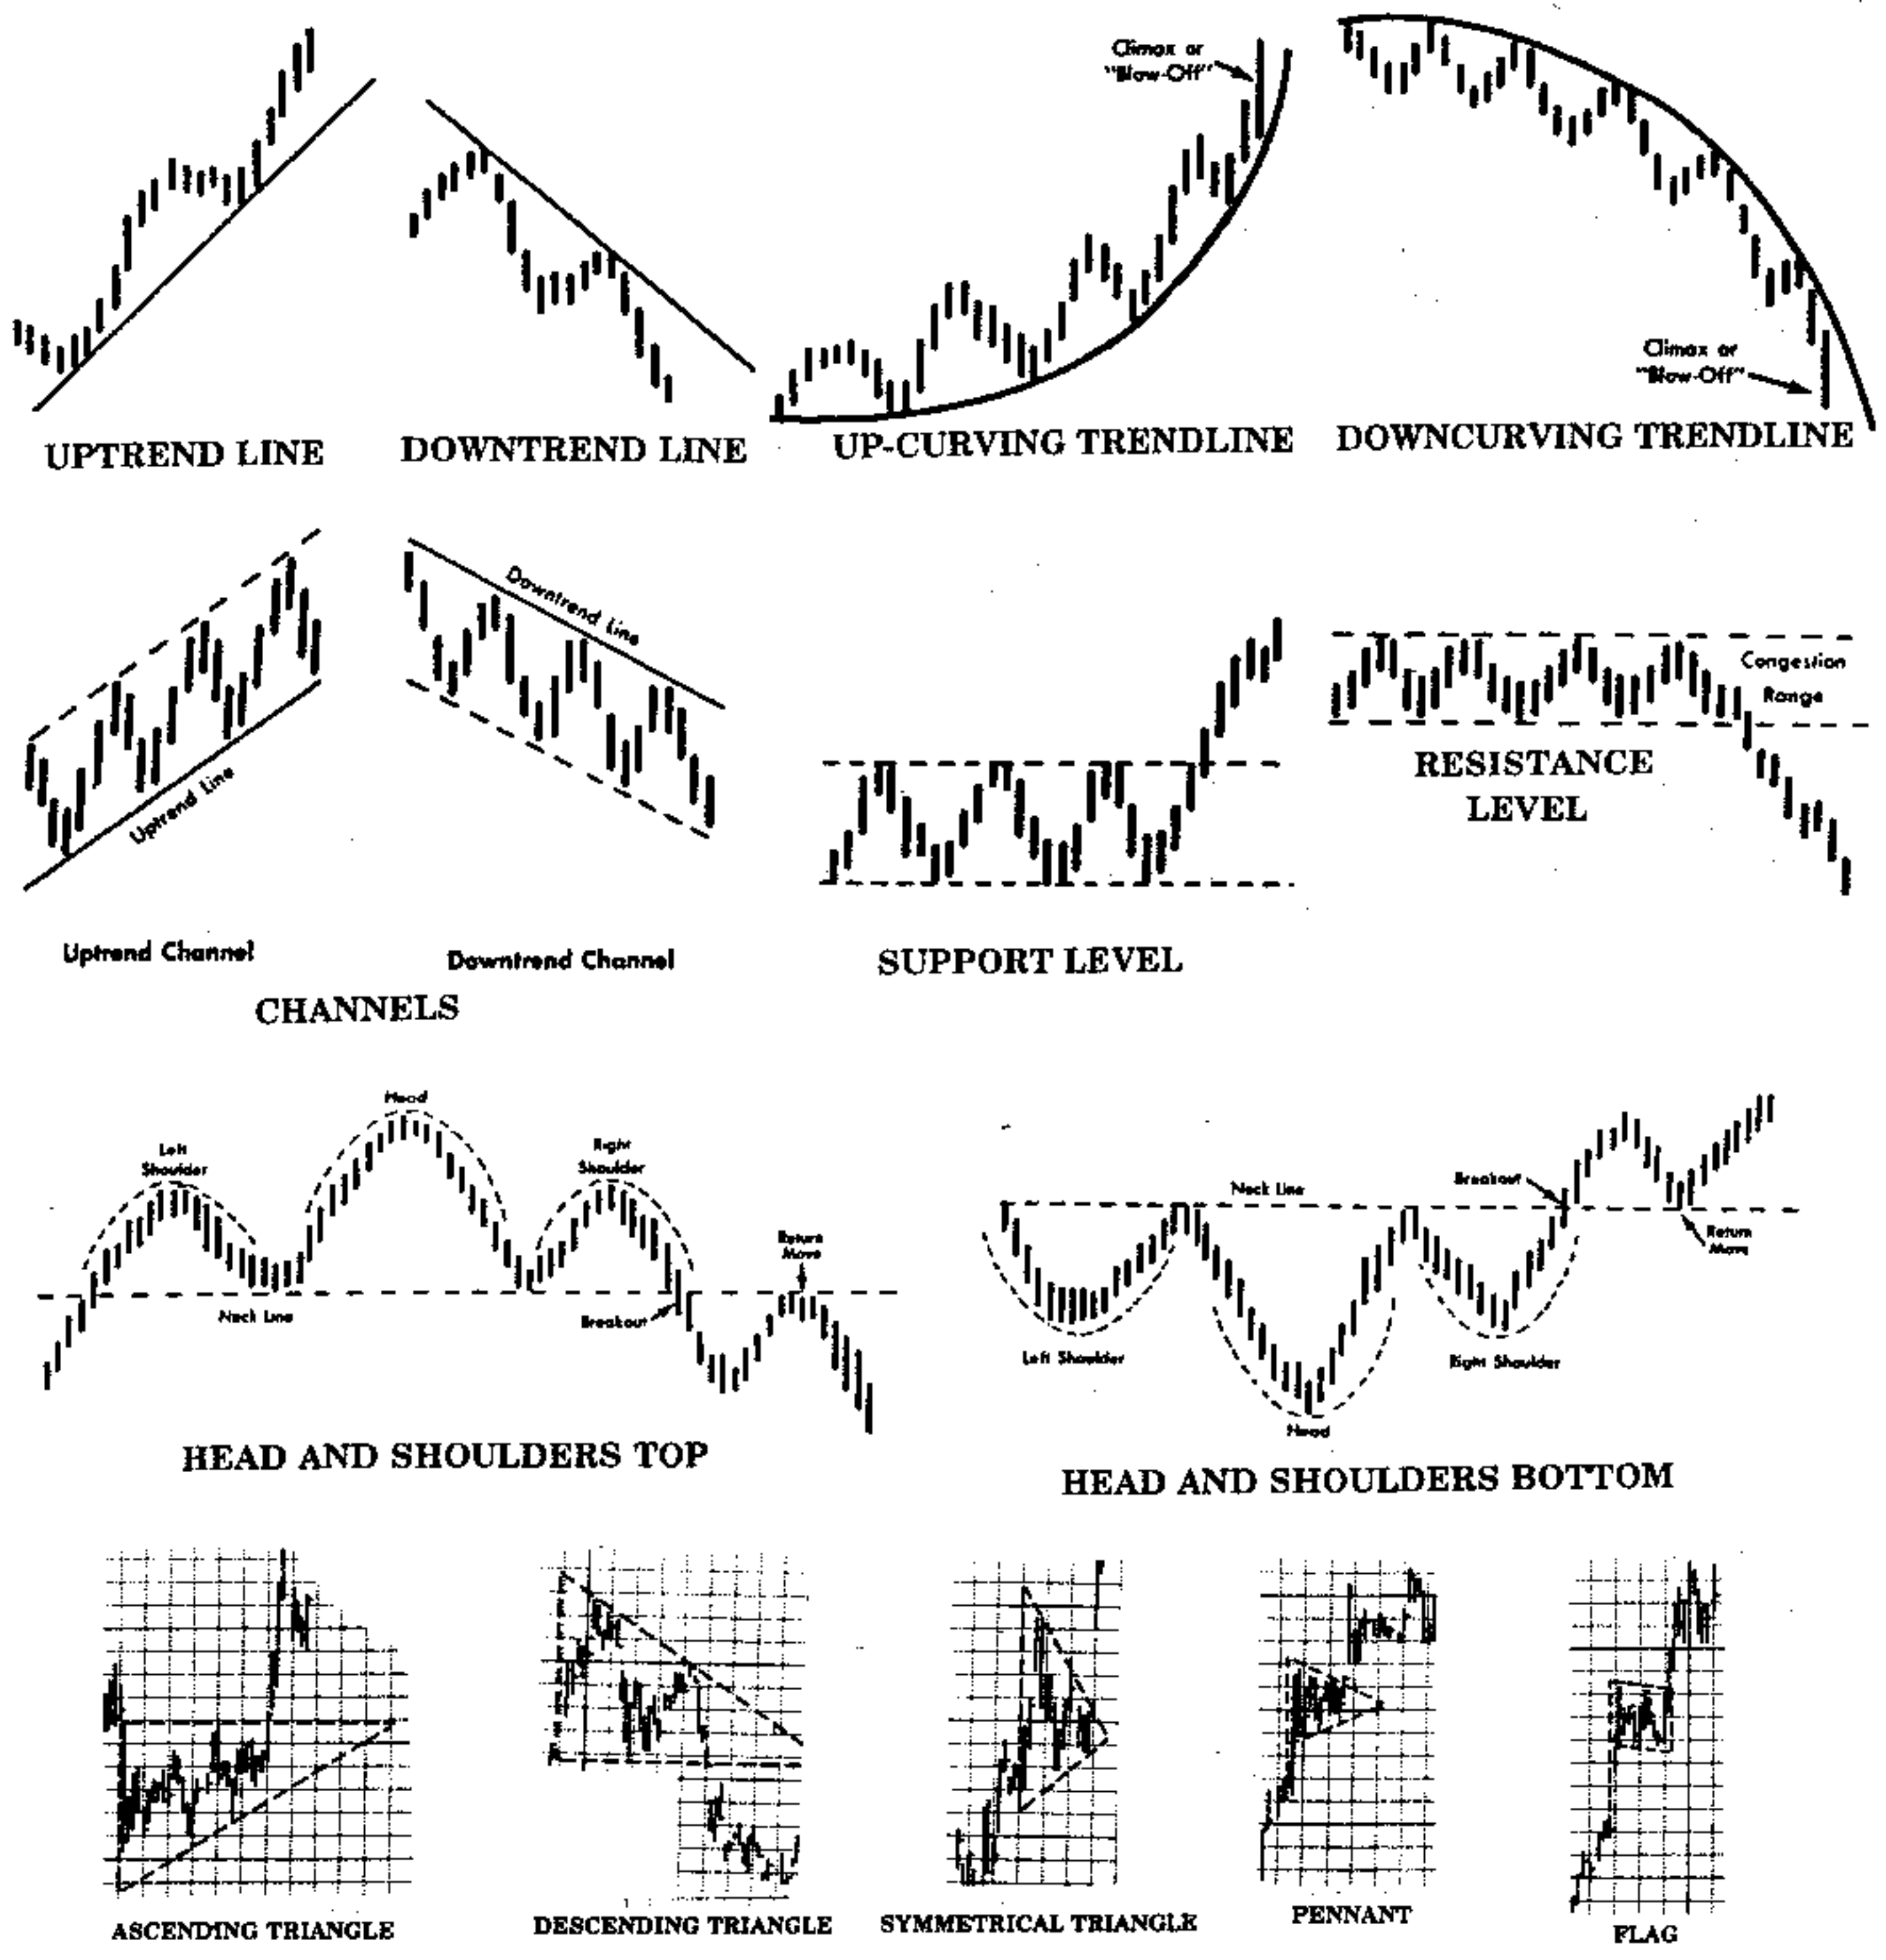 Climax or
"Blow-Off"
Climax or
"Blow-Off"
UPTREND LINE
DOWNTREND LINE
UP-CURVING TRENDLINE
DOWNCURVING TRENDLINE
Uptrend Line
Downtrend Line
Congestion
Range
RESISTANCE
LEVEL
Uptrend Channel
Downtrend Channel
CHANNELS
SUPPORT LEVEL
Left
Shoulder
Head
Right
Shoulder
Return
Move
Neck Line
Breakout
HEAD AND SHOULDERS TOP
Neck Line
Breakout
Return
Move
Left Shoulder
Right Shoulder
Head
HEAD AND SHOULDERS BOTTOM
ASCENDING TRIANGLE
DESCENDING TRIANGLE
SYMMETRICAL TRIANGLE
PENNANT
FLAG